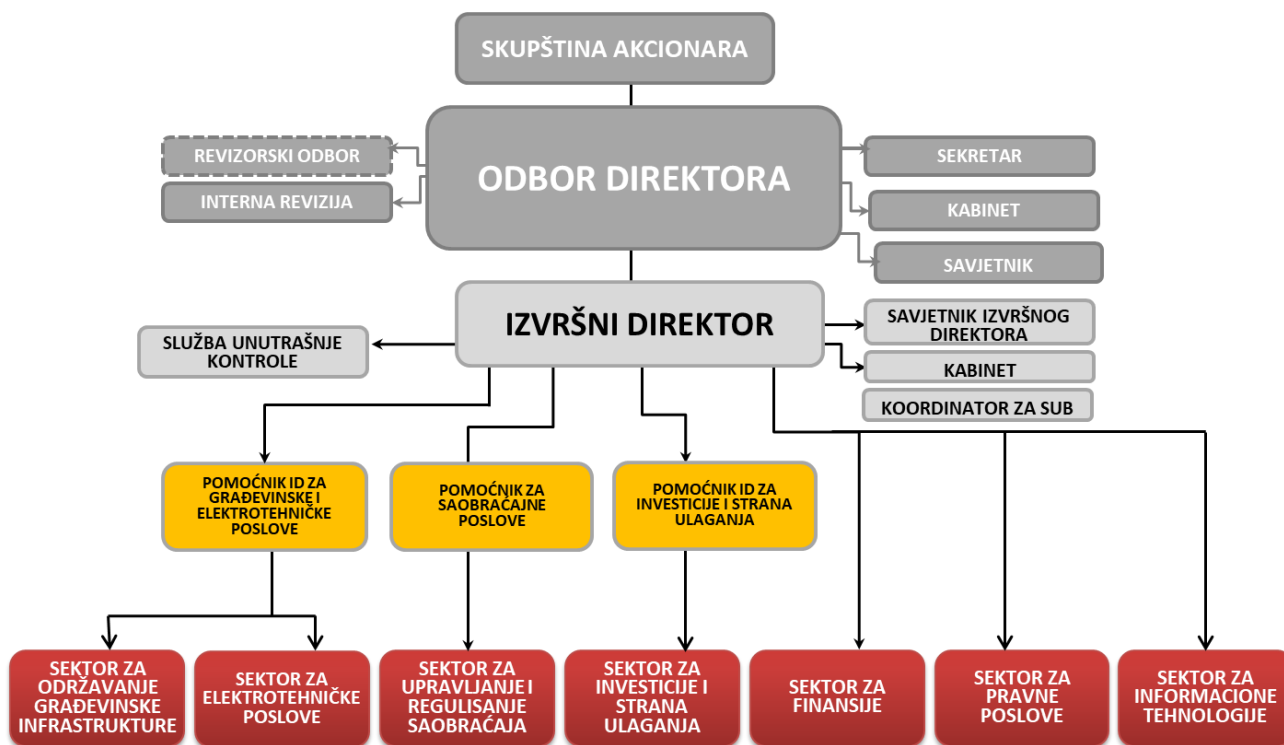 SKUPŠTINA AKCIONARA
ODBOR DIREKTORA
REVIZORSKI ODBOR
INTERNA REVIZIJA
SEKRETAR
KABINET
SAVJETNIK
IZVRŠNI DIREKTOR
SLUŽBA UNUTRAŠNJE
KONTROLE
SAVJETNIK IZVRŠNOG
DIREKTORA
KABINET
KOORDINATOR ZA SUB
POMOĆNIK ID ZA
GRAĐEVINSKE I
ELEKTROTEHNIČKE
POSLOVE
POMOĆNIK ZA
SAOBRAĆAJNE
POSLOVE
POMOĆNIK ID ZA
INVESTICIJE I STRANA
ULAGANJA
SEKTOR ZA
ODRŽAVANJE
GRAĐEVINSKE
INFRASTRUKTURE
SEKTOR ZA
ELEKTROTEHNIČKE
POSLOVE
SEKTOR ZA
UPRAVLJANJE I
REGULISANJE
SAOBRAĆAJA
SEKTOR ZA
INVESTICIJE I
STRANA
ULAGANJA
SEKTOR ZA
FINANSIJE
SEKTOR ZA
PRAVNE
POSLOVE
SEKTOR ZA
INFORMACIONE
TEHNOLOGIJE